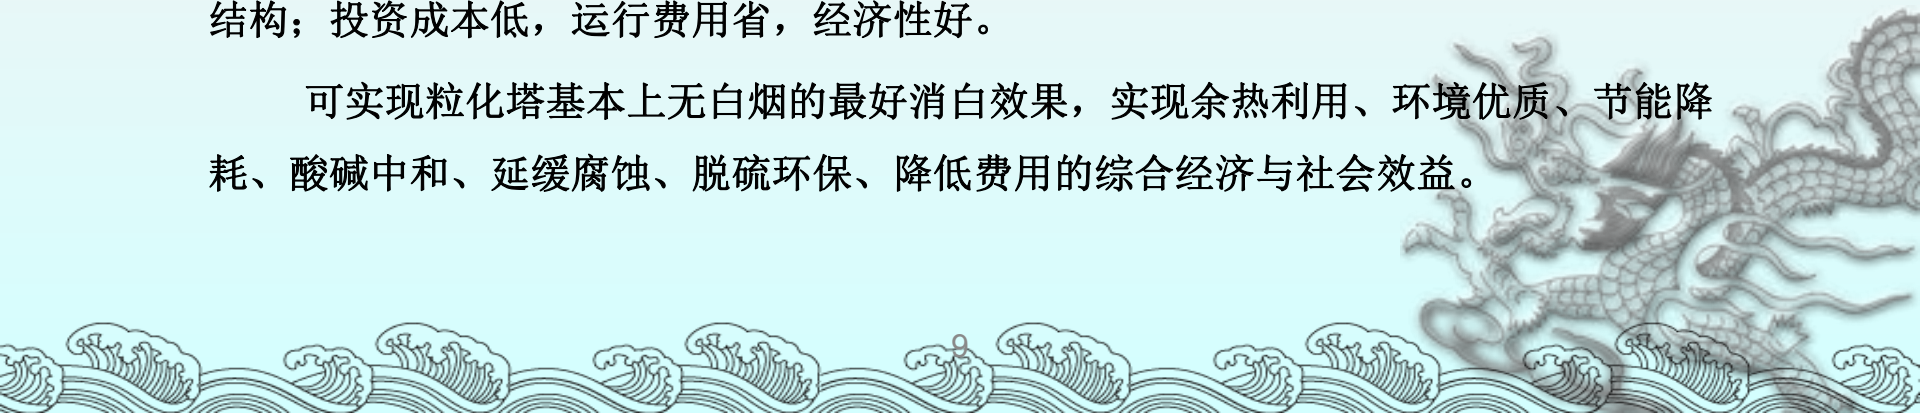 结构；投资成本低，运行费用省，经济性好。
可实现粒化塔基本上无白烟的最好消白效果，实现余热利用、环境优质、节能降
耗、酸碱中和、延缓腐蚀、脱硫环保、降低费用的综合经济与社会效益。
9